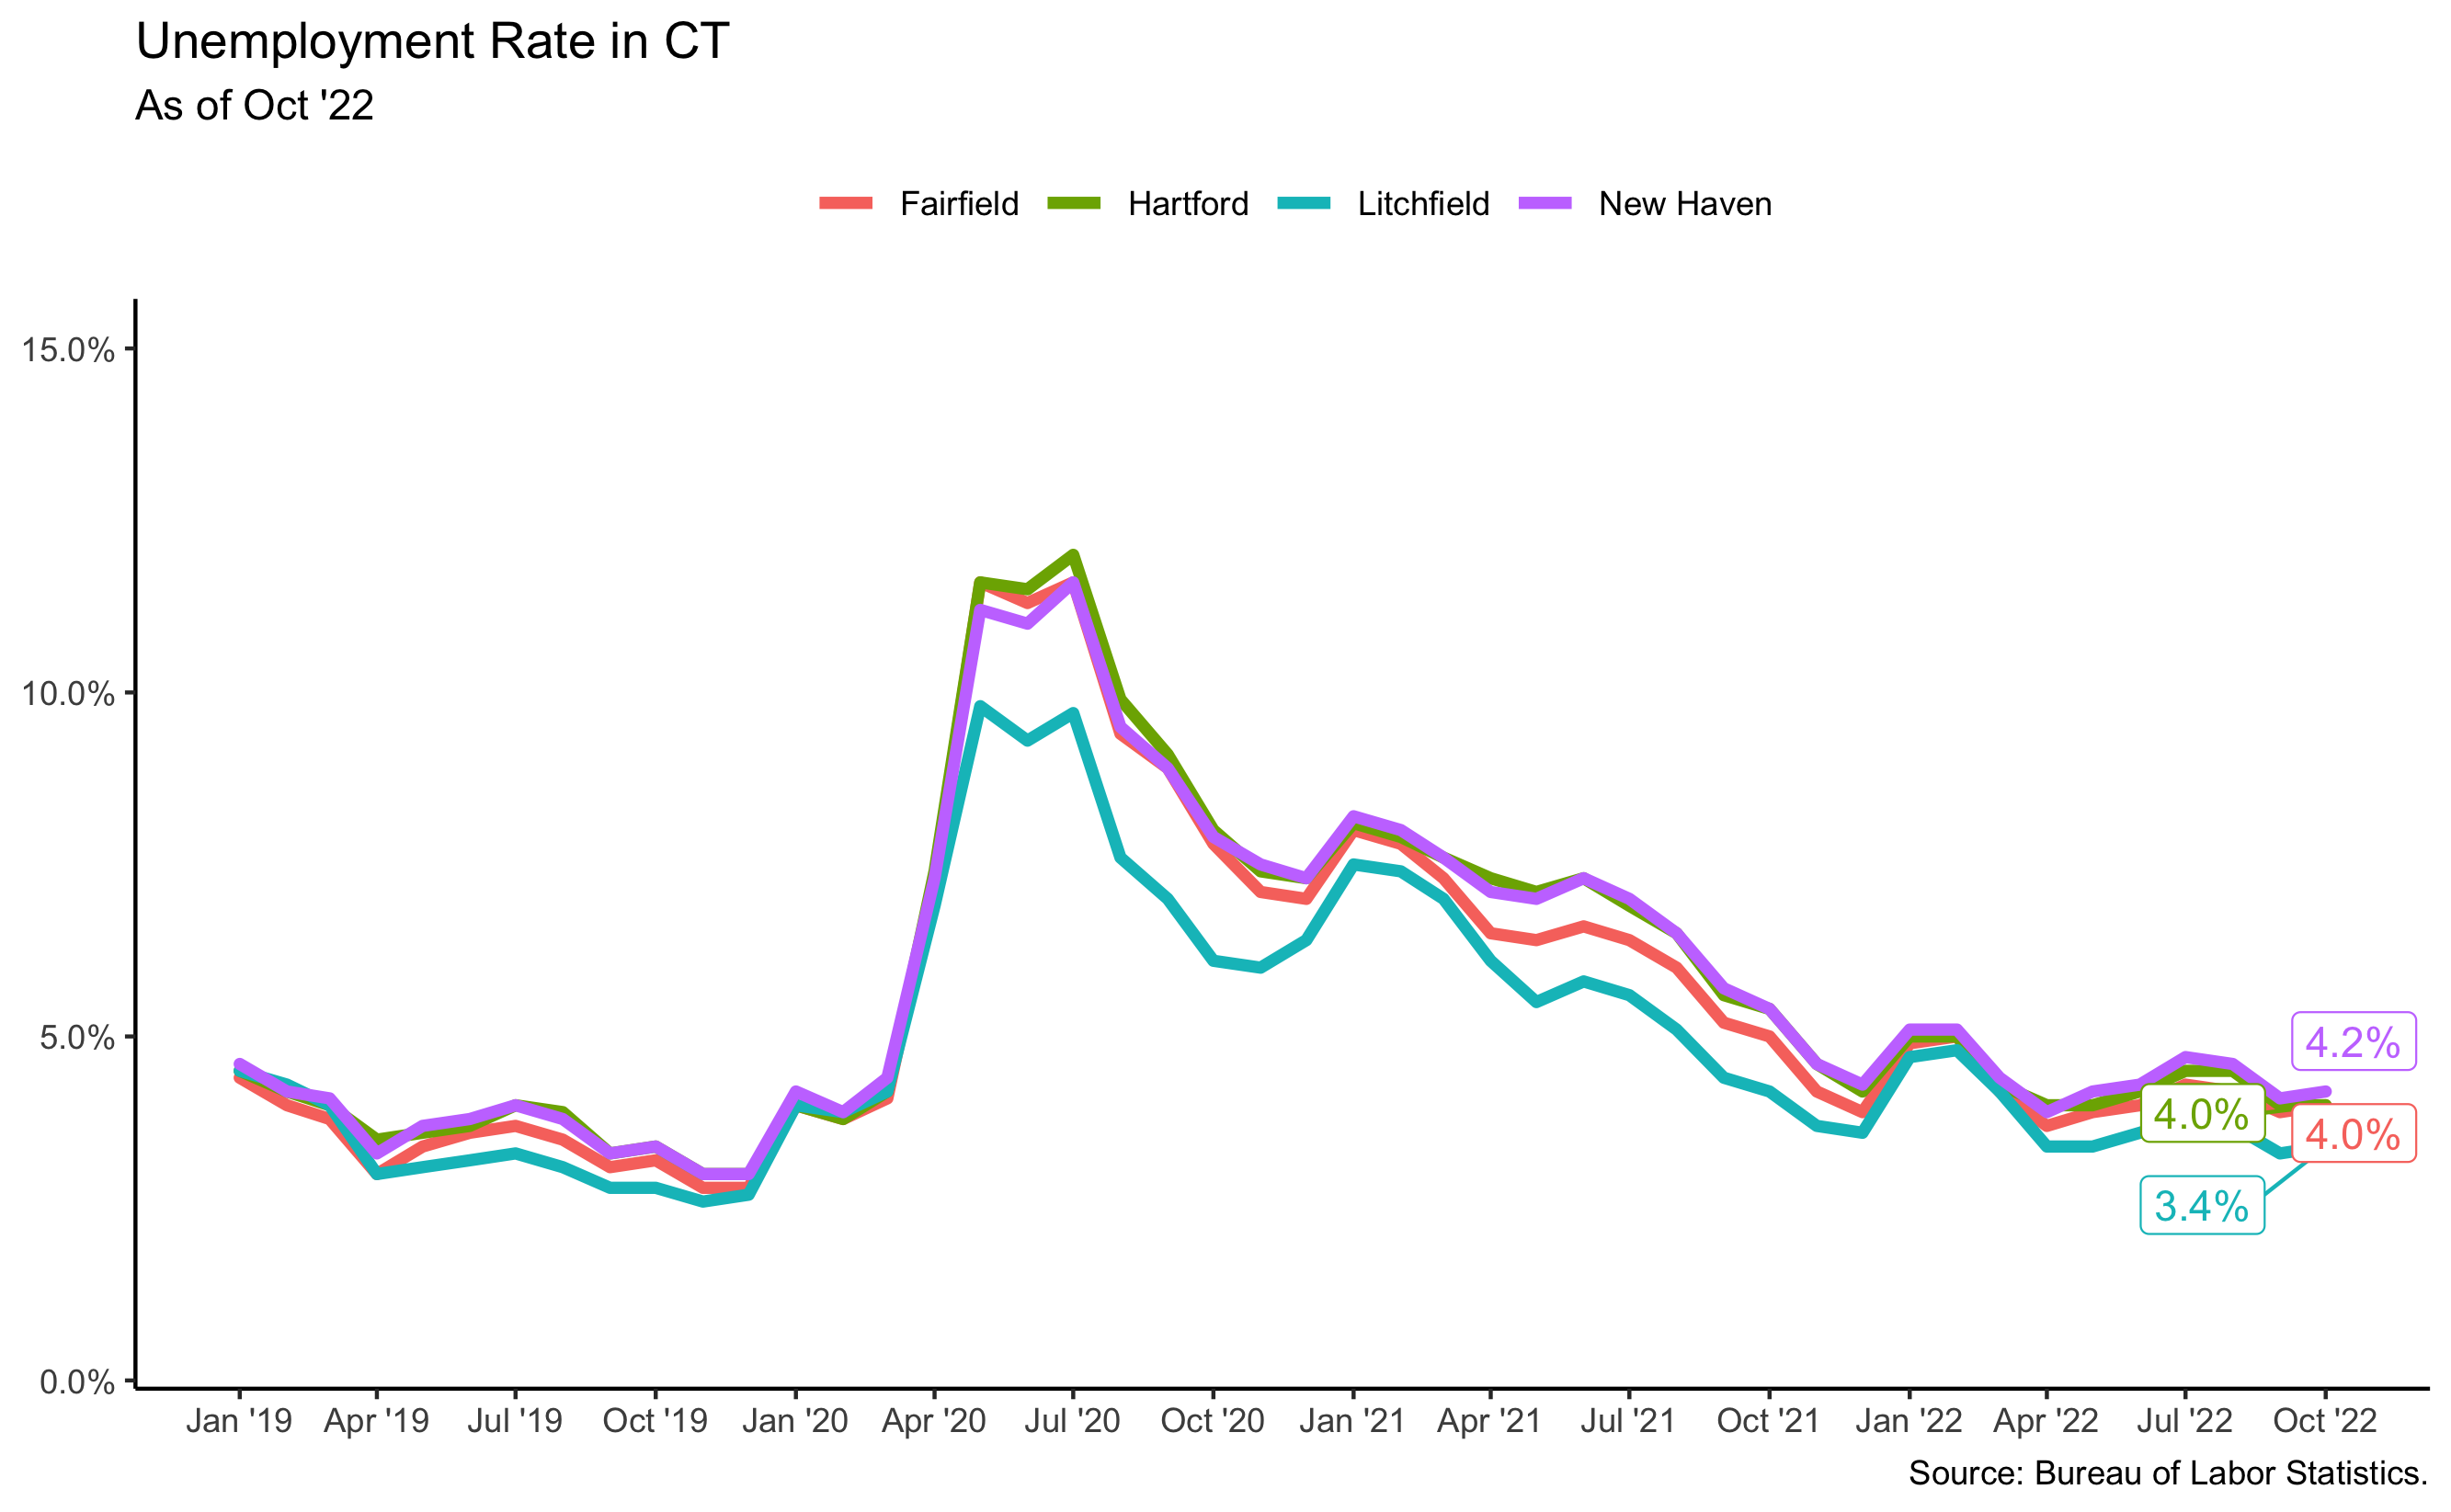 Unemployment Rate in CT
As of Oct '22
Fairfield Hartford Litchfield New Haven
15.0%
10.0%
5.0%
0.0%
4.2%
4.0%
4.0%
3.4%
Jan '19 Apr '19 Jul '19 Oct '19 Jan '20 Apr '20 Jul '20 Oct '20 Jan '21 Apr '21 Jul '21 Oct '21 Jan '22 Apr '22 Jul '22 Oct '22
Source: Bureau of Labor Statistics.